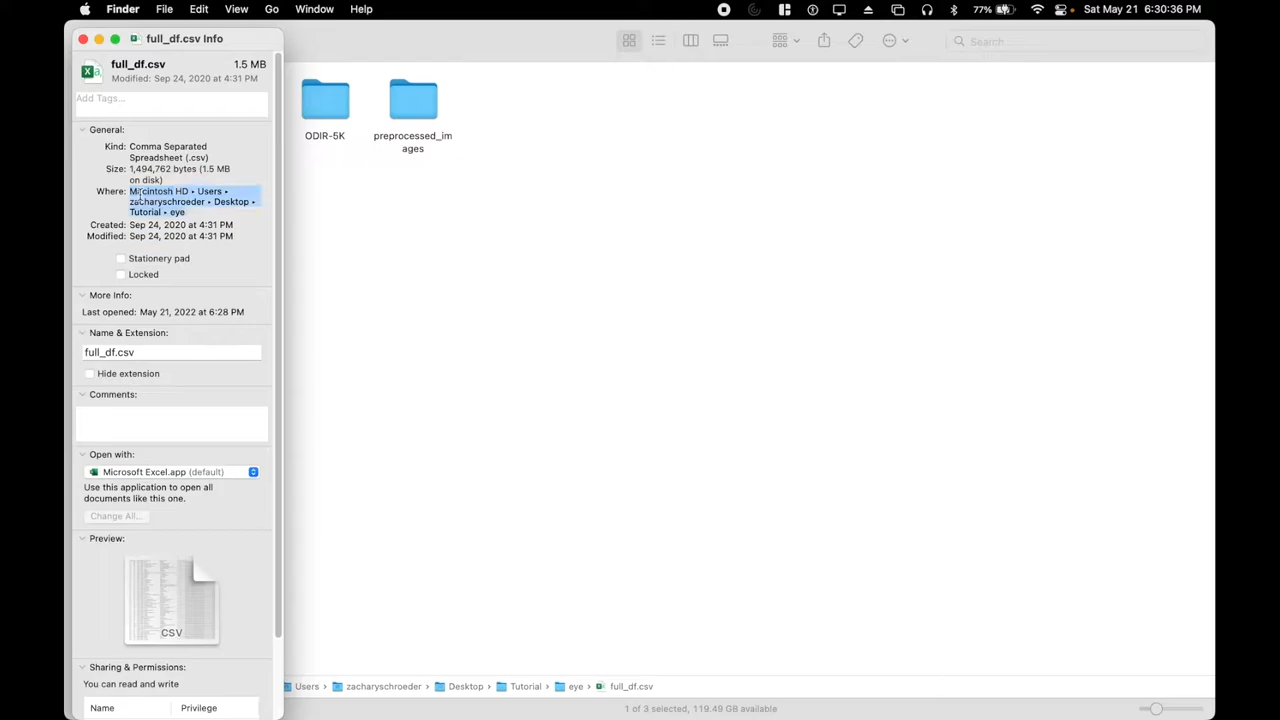 Finder File Edit View Go Window Help 77% Sat May 21 6:30:36 PM
full_df.csv Info
full_df.csv 1.5 MB
Modified: Sep 24, 2020 at 4:31 PM
Add Tags...
General:
Kind: Comma Separated
Spreadsheet (.csv)
Size: 1,494,762 bytes (1.5 MB
on disk)
Where: Macintosh HD ▸ Users ▸
zacharyschroeder ▸ Desktop ▸
Tutorial ▸ eye
Created: Sep 24, 2020 at 4:31 PM
Modified: Sep 24, 2020 at 4:31 PM
Stationery pad
Locked
More Info:
Last opened: May 21, 2022 at 6:28 PM
Name & Extension:
full_df.csv
Hide extension
Comments:
Open with:
Microsoft Excel.app (default)
Use this application to open all
documents like this one.
Change All...
Preview:
CSV
Sharing & Permissions:
You can read and write
Name Privilege
Search
ODIR-5K
preprocessed_im
ages
Users › zacharyschroeder › Desktop › Tutorial › eye › full_df.csv
1 of 3 selected, 119.49 GB available